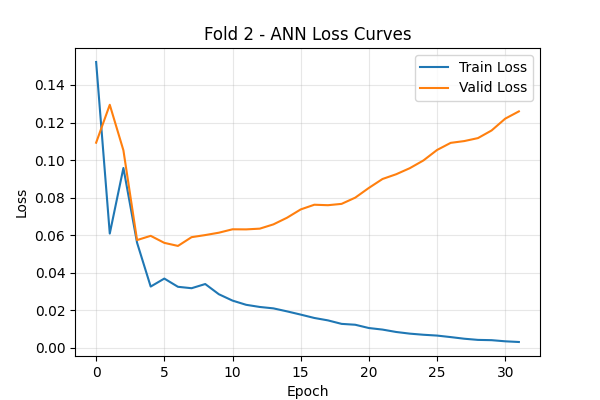 Fold 2 - ANN Loss Curves
Train Loss
Valid Loss
Loss
0.14
0.12
0.10
0.08
0.06
0.04
0.02
0.00
0 5 10 15 20 25 30
Epoch